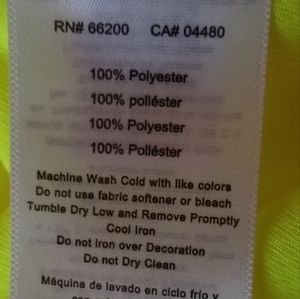 RN# 66200 CA# 04480
100% Polyester
100% poliéster
100% Polyester
100% Poliéster
Machine Wash Cold with like colors
Do not use fabric softener or bleach
Tumble Dry Low and Remove Promptly
Cool Iron
Do not iron over Decoration
Do not Dry Clean
Máquina de lavado en ciclo frío y